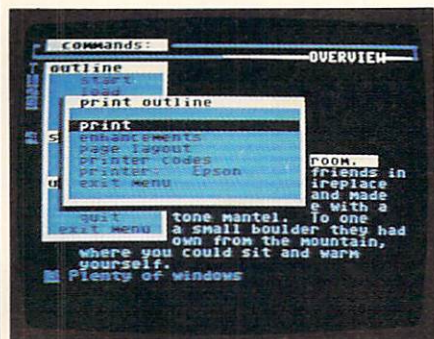 commands:
OVERVIEW
outline
start
load
print outline
print
enhancements
page layout
printer codes
printer: Epson
exit menu
quit
exit menu
room.
friends in
ireplace
and made
e with a
tone mantel. To one
a small boulder they had
own from the mountain,
where you could sit and warm
yourself.
Plenty of windows